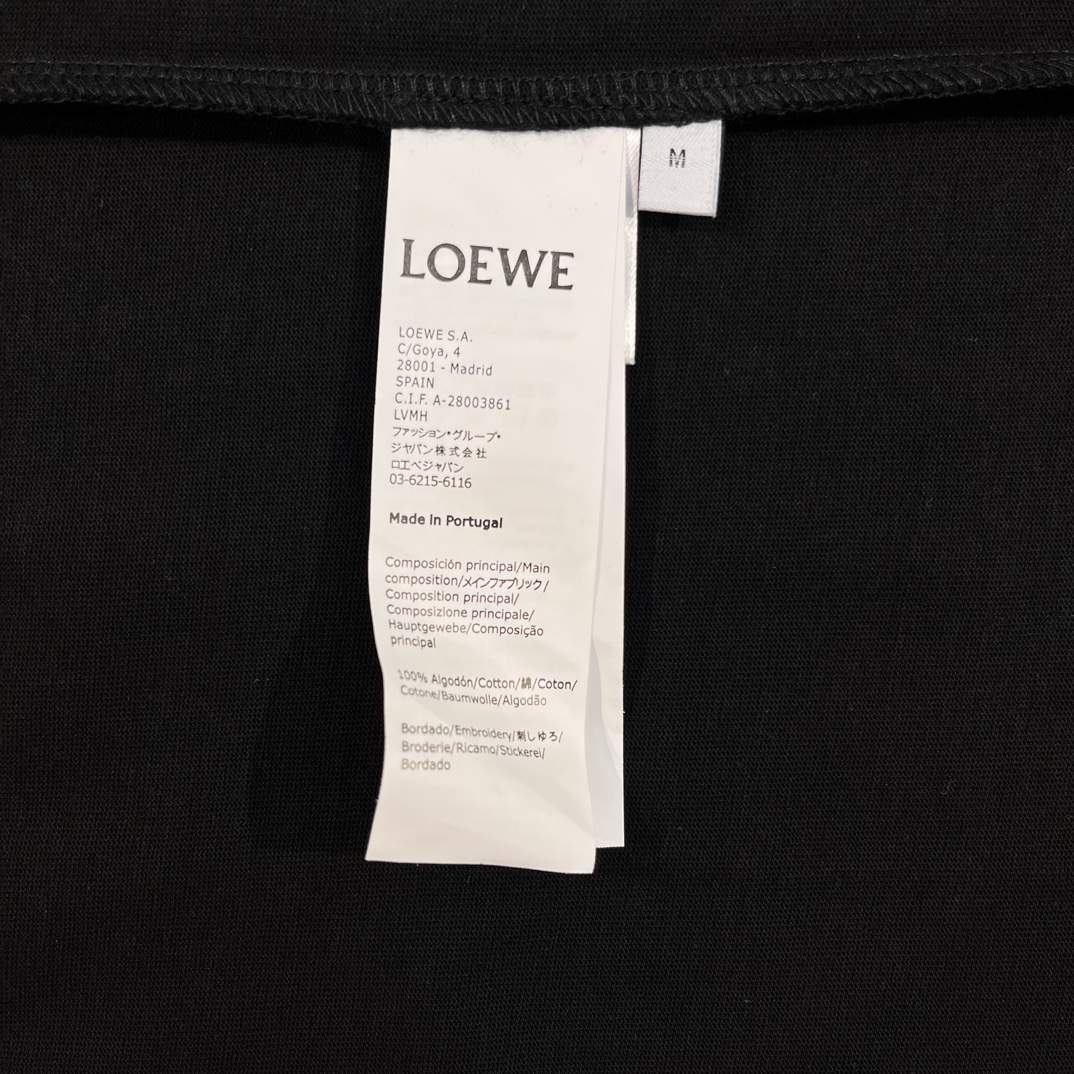 M
LOEWE
LOEWE S.A.
C/Goya, 4
28001 - Madrid
SPAIN
C.I.F. A-28003861
LVMH
ファッション•グループ•
ジャパン株式会社
ロエベジャパン
03-6215-6116
Made in Portugal
Composición principal/Main
composition/メインファブリック/
Composition principal/
Composizione principale/
Hauptgewebe/Composição
principal
100% Algodón/Cotton/綿/Coton/
Cotone/Baumwolle/Algodão
Bordado/Embroidery/刺しゆろ/
Broderie/Ricamo/Stickerei/
Bordado